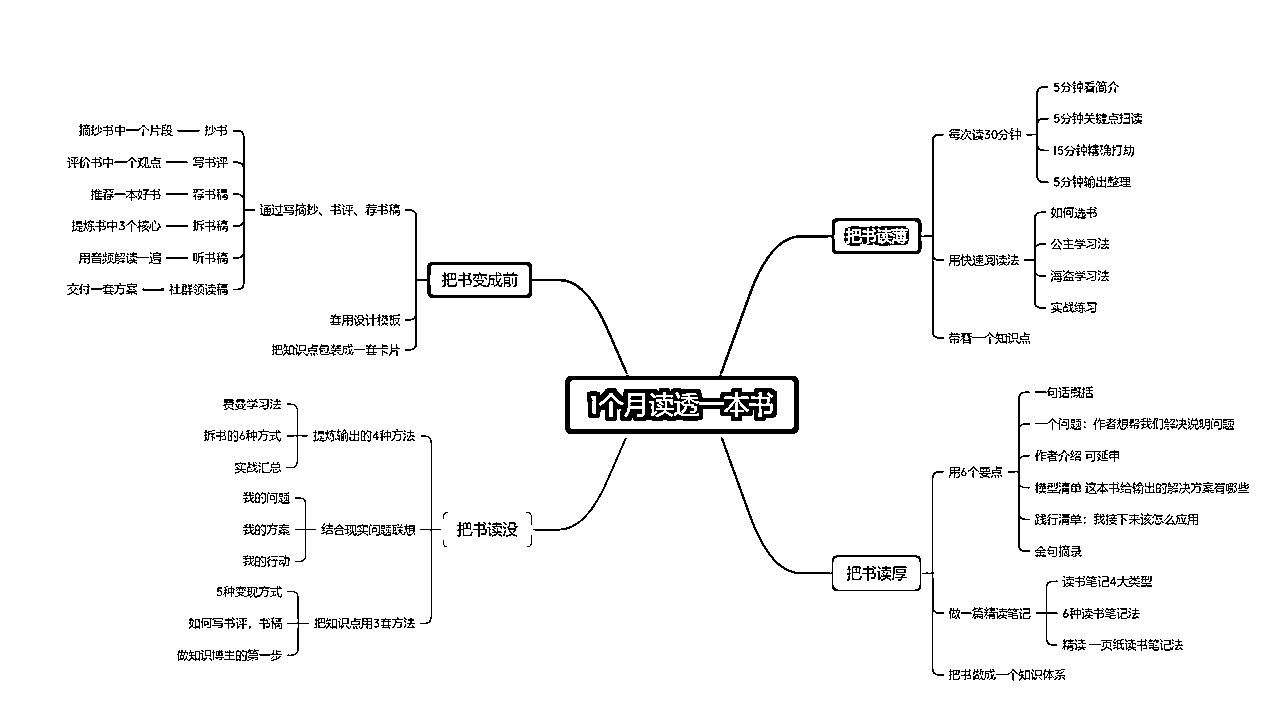 1个月读透一本书
把书读薄
每次读30分钟
5分钟看简介
5分钟关键点扫读
15分钟精确打劫
5分钟输出整理
用快速阅读法
如何选书
公主学习法
海盗学习法
实战练习
带着一个知识点
把书读厚
用6个要点
一句话概括
一个问题：作者想帮我们解决说明问题
作者介绍 可延申
模型清单 这本书给输出的解决方案有哪些
践行清单：我接下来该怎么应用
金句摘录
做一篇精读笔记
读书笔记4大类型
6种读书笔记法
精读 一页纸读书笔记法
把书做成一个知识体系
把书变成前
通过写摘抄、书评、荐书稿
抄书
摘抄书中一个片段
写书评
评价书中一个观点
荐书稿
推荐一本好书
拆书稿
提炼书中3个核心
听书稿
用音频解读一遍
社群领读稿
交付一套方案
套用设计模板
把知识点包装成一套卡片
把书读没
提炼输出的4种方法
费曼学习法
拆书的6种方式
实战汇总
结合现实问题联想
我的问题
我的方案
我的行动
把知识点用3套方法
5种变现方式
如何写书评，书稿
做知识博主的第一步